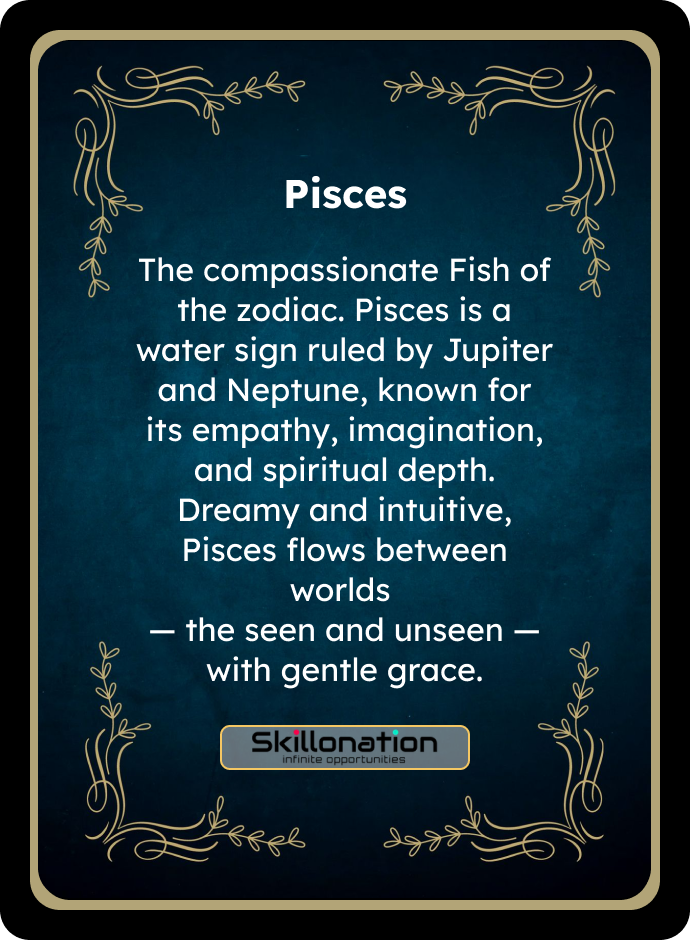 Pisces
The compassionate Fish of
the zodiac. Pisces is a
water sign ruled by Jupiter
and Neptune, known for
its empathy, imagination,
and spiritual depth.
Dreamy and intuitive,
Pisces flows between
worlds
— the seen and unseen —
with gentle grace.
Skillonation
infinite opportunities